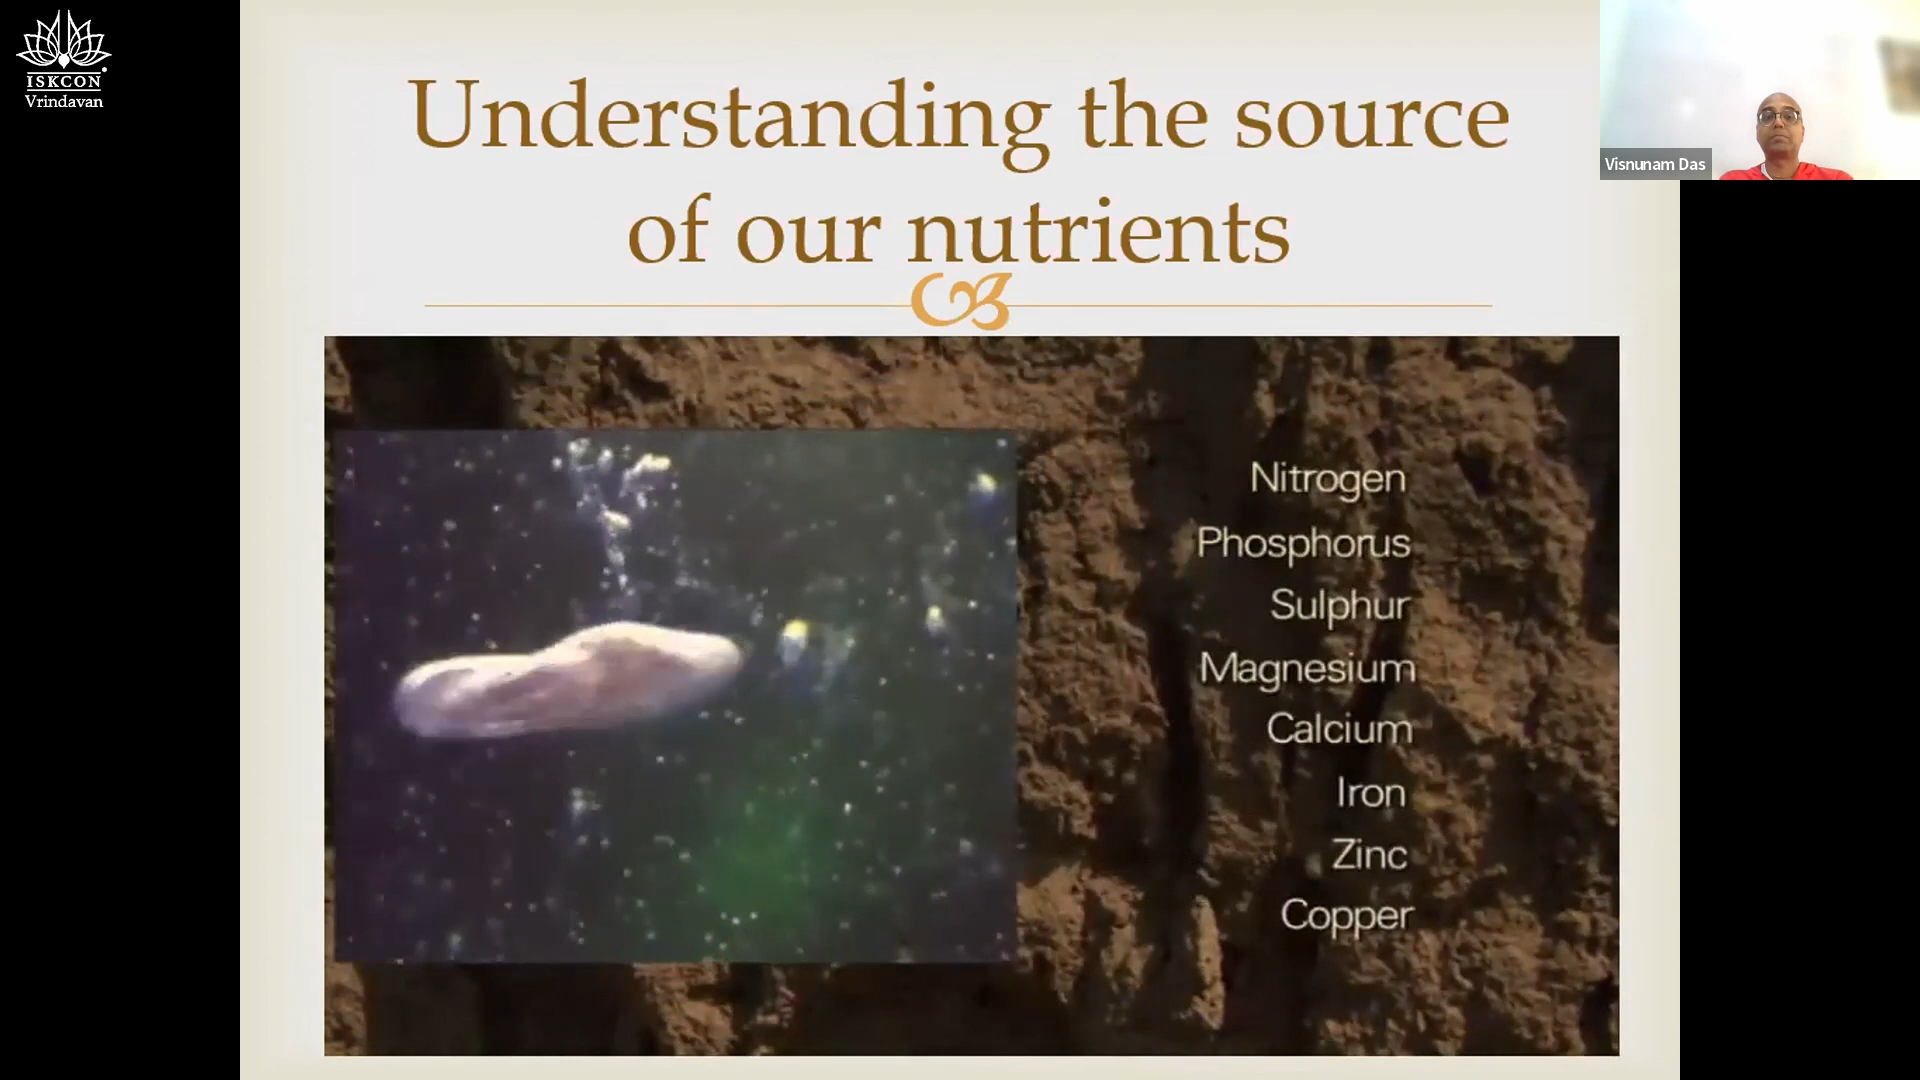 ISKCON
Vrindavan
Understanding the source
of our nutrients
Visnunam Das
Nitrogen
Phosphorus
Sulphur
Magnesium
Calcium
Iron
Zinc
Copper